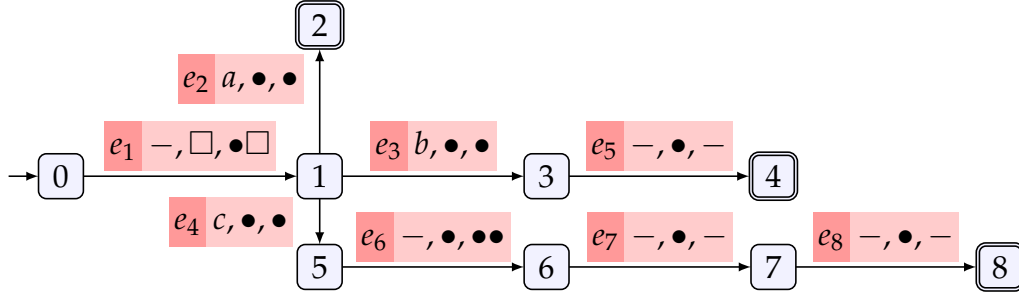 2
e2 a, ●, ●
e1 −, □, ●□
e3 b, ●, ●
e5 −, ●, −
0
1
3
4
e4 c, ●, ●
e6 −, ●, ●●
e7 −, ●, −
e8 −, ●, −
5
6
7
8